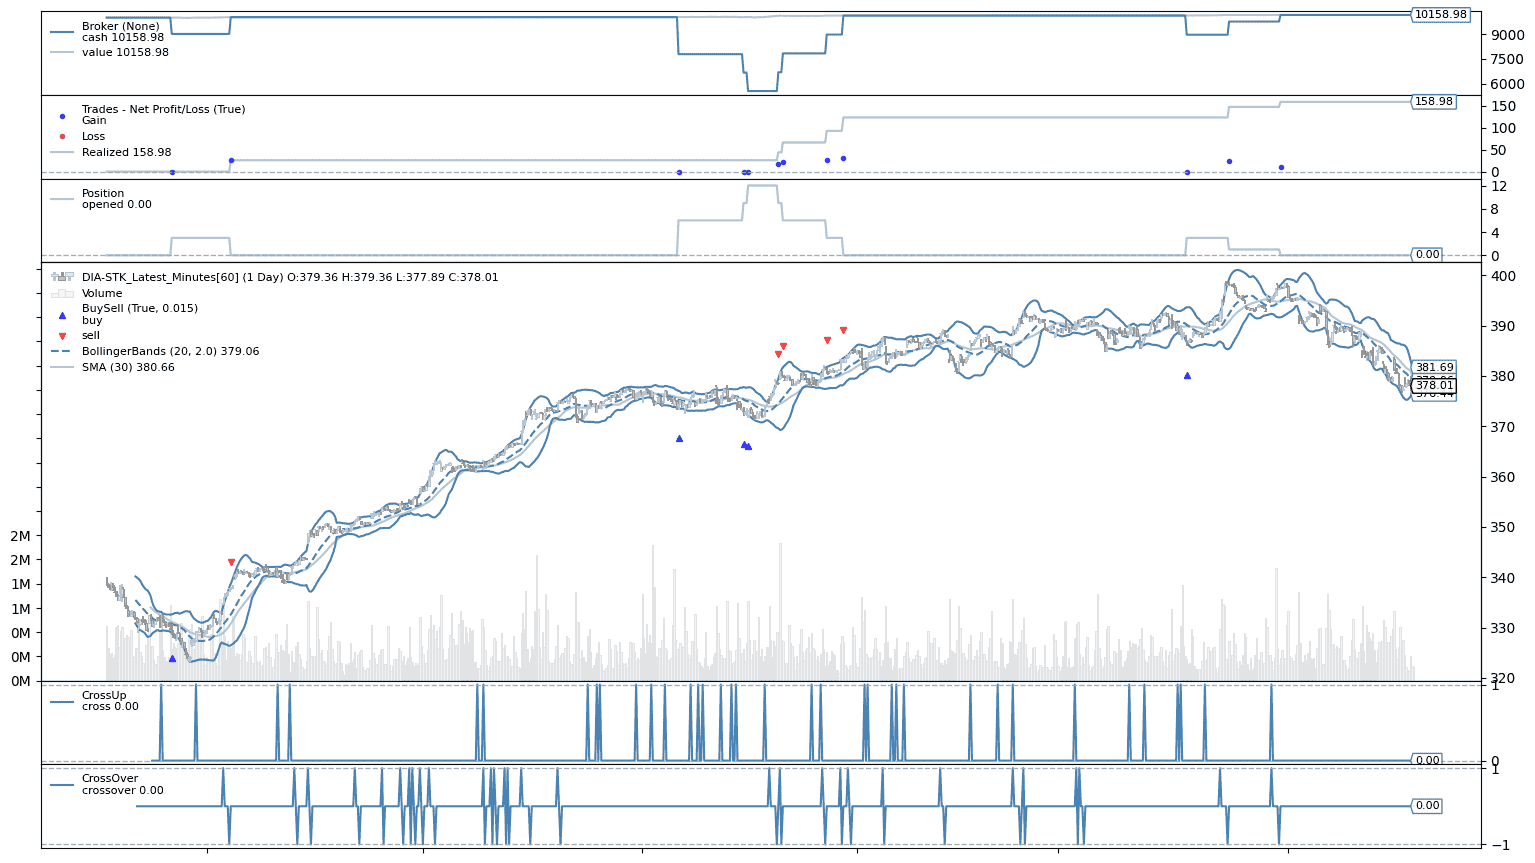 Broker (None)
cash 10158.98
value 10158.98
10158.98
9000
7500
6000
Trades - Net Profit/Loss (True)
Gain
Loss
Realized 158.98
158.98
150
100
50
0
Position
opened 0.00
12
8
4
0
0.00
DIA-STK_Latest_Minutes[60] (1 Day) O:379.36 H:379.36 L:377.89 C:378.01
Volume
BuySell (True, 0.015)
buy
sell
BollingerBands (20, 2.0) 379.06
SMA (30) 380.66
400
390
380
370
360
350
340
330
320
381.69
378.01
2M
2M
1M
1M
0M
0M
0M
CrossUp
cross 0.00
1
0
0.00
CrossOver
crossover 0.00
1
0.00
−1